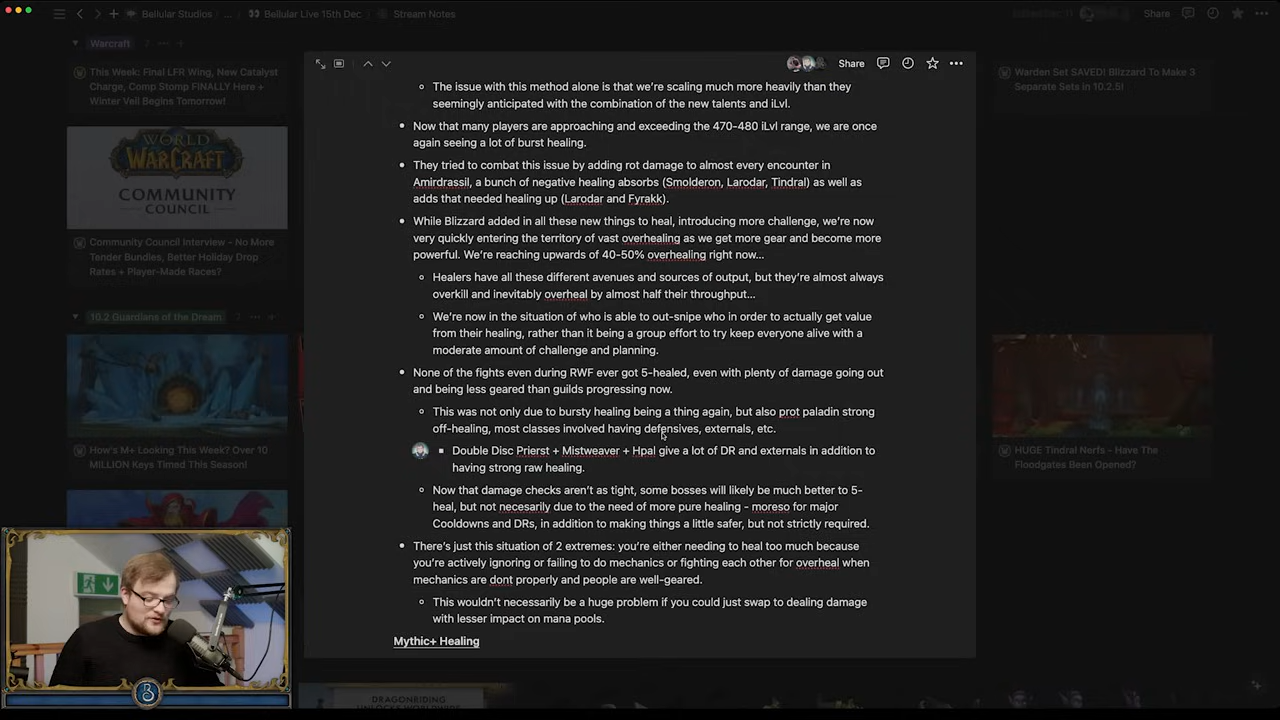 Bellular Studios / ... / 👀 Bellular Live 15th Dec / Stream Notes
Share
Warcraft 7
This Week: Final LFR Wing, New Catalyst
Charge, Comp Stomp FINALLY Here +
Winter Veil Begins Tomorrow!
WORLD
OF
WARCRAFT
COMMUNITY
COUNCIL
Community Council Interview - No More
Tender Bundles, Better Holiday Drop
Rates + Player-Made Races?
10.2 Guardians of the Dream 7
How's M+ Looking This Week? Over 10
MILLION Keys Timed This Season!
Share
The issue with this method alone is that we're scaling much more heavily than they
seemingly anticipated with the combination of the new talents and iLvl.
Now that many players are approaching and exceeding the 470-480 iLvl range, we are once
again seeing a lot of burst healing.
They tried to combat this issue by adding rot damage to almost every encounter in
Amirdrassil, a bunch of negative healing absorbs (Smolderon, Larodar, Tindral) as well as
adds that needed healing up (Larodar and Fyrakk).
While Blizzard added in all these new things to heal, introducing more challenge, we're now
very quickly entering the territory of vast overhealing as we get more gear and become more
powerful. We're reaching upwards of 40-50% overhealing right now...
Healers have all these different avenues and sources of output, but they're almost always
overkill and inevitably overheal by almost half their throughput...
We're now in the situation of who is able to out-snipe who in order to actually get value
from their healing, rather than it being a group effort to try keep everyone alive with a
moderate amount of challenge and planning.
None of the fights even during RWF ever got 5-healed, even with plenty of damage going out
and being less geared than guilds progressing now.
This was not only due to bursty healing being a thing again, but also prot paladin strong
off-healing, most classes involved having defensives, externals, etc.
Double Disc Prierst + Mistweaver + Hpal give a lot of DR and externals in addition to
having strong raw healing.
Now that damage checks aren't as tight, some bosses will likely be much better to 5-
heal, but not necesarily due to the need of more pure healing - moreso for major
Cooldowns and DRs, in addition to making things a little safer, but not strictly required.
There's just this situation of 2 extremes: you're either needing to heal too much because
you're actively ignoring or failing to do mechanics or fighting each other for overheal when
mechanics are dont properly and people are well-geared.
This wouldn't necessarily be a huge problem if you could just swap to dealing damage
with lesser impact on mana pools.
Mythic+ Healing
Warden Set SAVED! Blizzard To Make 3
Separate Sets in 10.2.5!
HUGE Tindral Nerfs - Have The
Floodgates Been Opened?
B
DRAGONRIDING